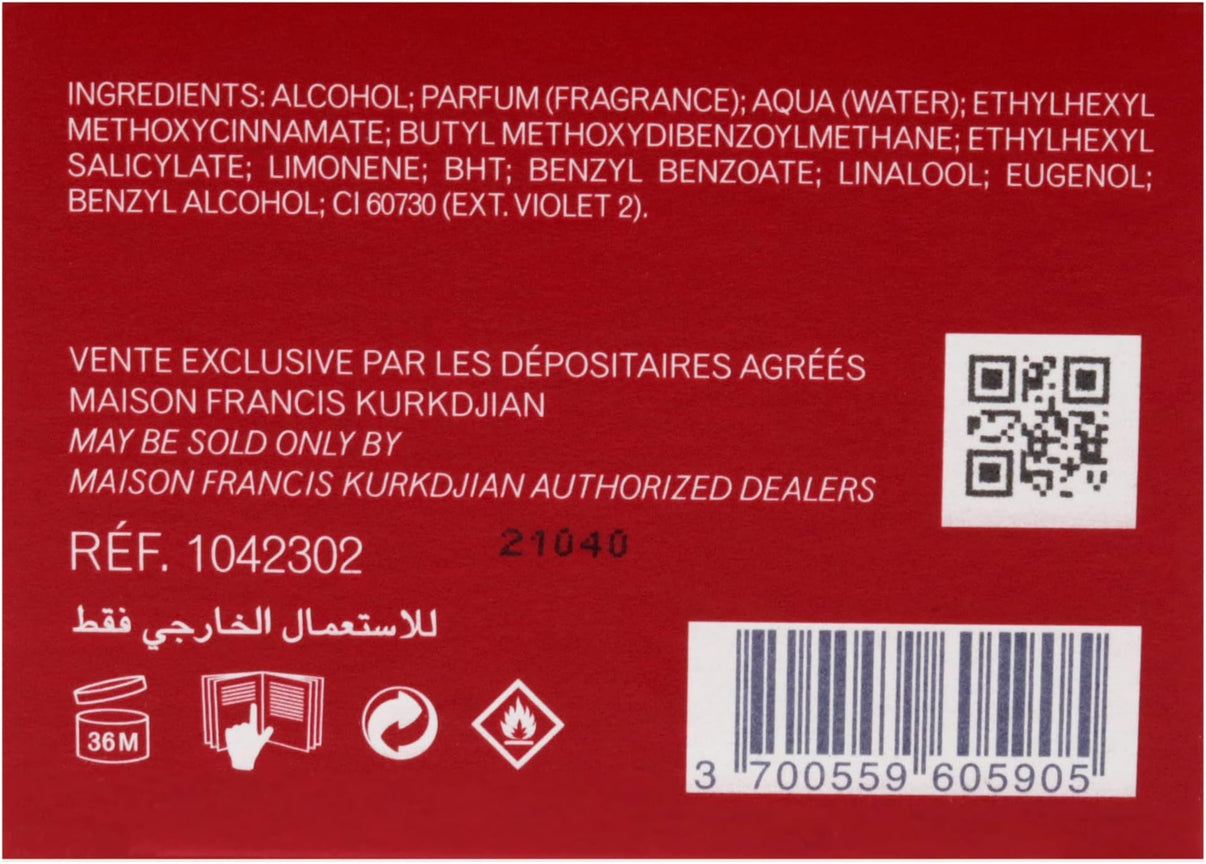 INGREDIENTS: ALCOHOL; PARFUM (FRAGRANCE); AQUA (WATER); ETHYLHEXYL
METHOXYCINNAMATE; BUTYL METHOXYDIBENZOYLMETHANE; ETHYLHEXYL
SALICYLATE; LIMONENE; BHT; BENZYL BENZOATE; LINALOOL; EUGENOL;
BENZYL ALCOHOL; CI 60730 (EXT. VIOLET 2).
VENTE EXCLUSIVE PAR LES DÉPOSITAIRES AGRÉÉS
MAISON FRANCIS KURKDJIAN
MAY BE SOLD ONLY BY
MAISON FRANCIS KURKDJIAN AUTHORIZED DEALERS
RÉF. 1042302
21040
للاستعمال الخارجي فقط
36M
3 700559 605905